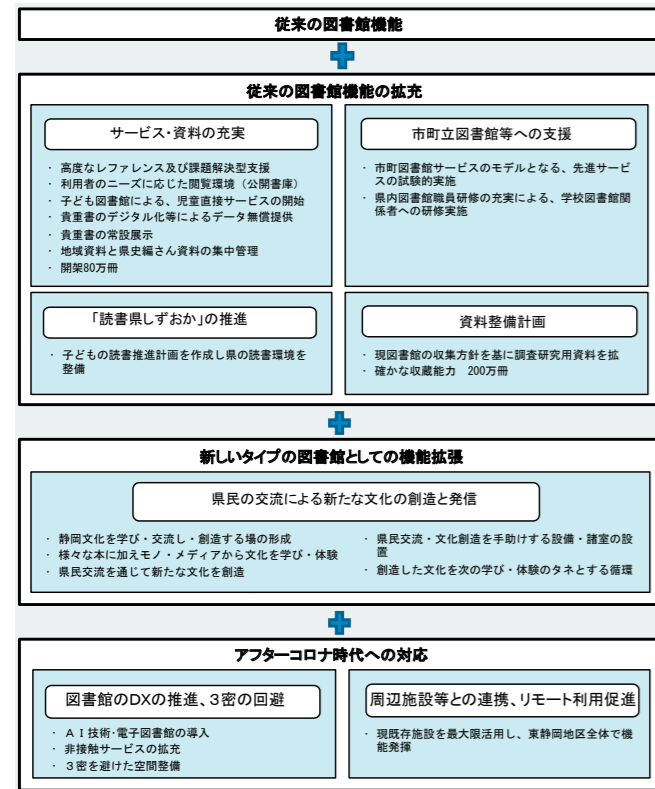 従来の図書館機能
従来の図書館機能の拡充
サービス・資料の充実
・ 高度なレファレンス及び課題解決型支援
・ 利用者のニーズに応じた閲覧環境（公開書庫）
・ 子ども図書館による、児童直接サービスの開始
・ 貴重書のデジタル化等によるデータ無償提供
・ 貴重書の常設展示
・ 地域資料と県史編さん資料の集中管理
・ 開架80万冊
市町立図書館等への支援
・ 市町図書館サービスのモデルとなる、先進サービ
スの試験的実施
・ 県内図書館職員研修の充実による、学校図書館関
係者への研修実施
「読書県しずおか」の推進
・ 子どもの読書推進計画を作成し県の読書環境を
整備
資料整備計画
・ 現図書館の収集方針を基に調査研究用資料を拡
・ 確かな収蔵能力　200万冊
新しいタイプの図書館としての機能拡張
県民の交流による新たな文化の創造と発信
・ 静岡文化を学び・交流し・創造する場の形成
・ 様々な本に加えモノ・メディアから文化を学び・体験
・ 県民交流を通じて新たな文化を創造
・ 県民交流・文化創造を手助けする設備・諸室の設
置
・ 創造した文化を次の学び・体験のタネとする循環
アフターコロナ時代への対応
図書館のDXの推進、３密の回避
・ ＡＩ技術・電子図書館の導入
・ 非接触サービスの拡充
・ ３密を避けた空間整備
周辺施設等との連携、リモート利用促進
・ 現既存施設を最大限活用し、東静岡地区全体で機
能発揮